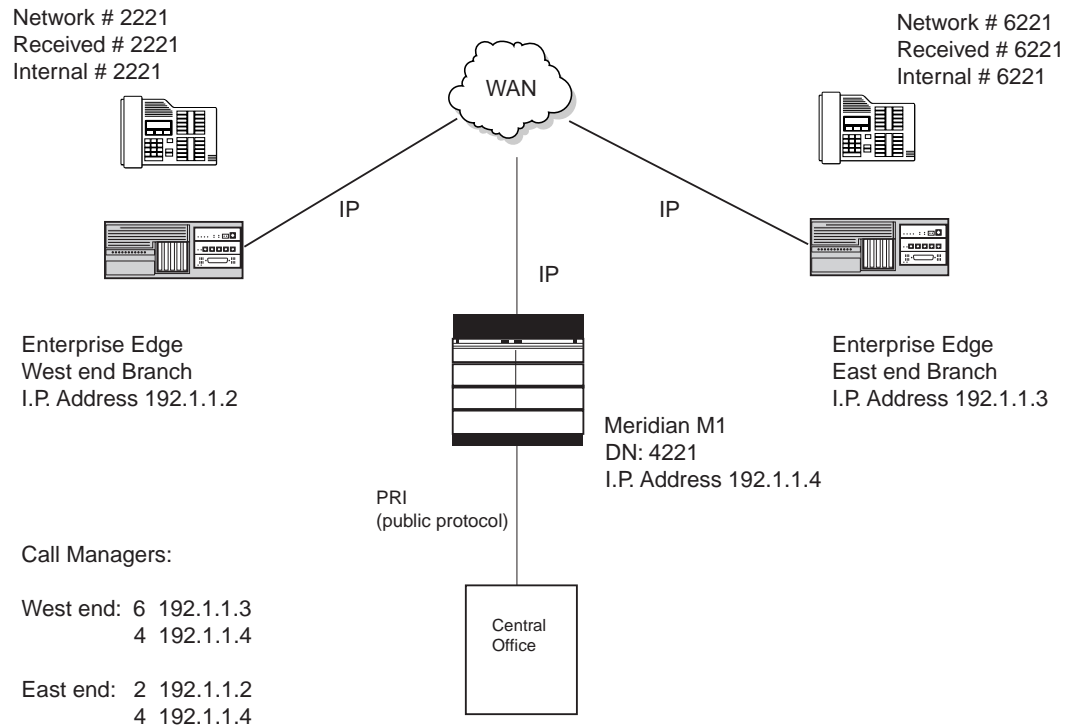 Network # 2221
Received # 2221
Internal # 2221
Network # 6221
Received # 6221
Internal # 6221
WAN
IP
IP
IP
Enterprise Edge
West end Branch
I.P. Address 192.1.1.2
Enterprise Edge
East end Branch
I.P. Address 192.1.1.3
Meridian M1
DN: 4221
I.P. Address 192.1.1.4
PRI
(public protocol)
Call Managers:
West end: 6 192.1.1.3
4 192.1.1.4
East end: 2 192.1.1.2
4 192.1.1.4
Central
Office